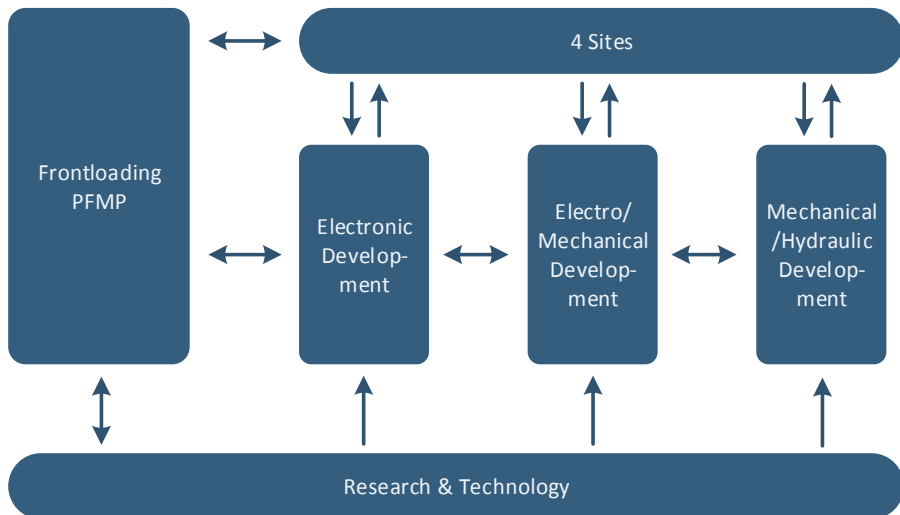 4 Sites
Frontloading
PFMP
Electronic
Develop-
ment
Electro/
Mechanical
Develop-
ment
Mechanical
/Hydraulic
Develop-
ment
Research & Technology